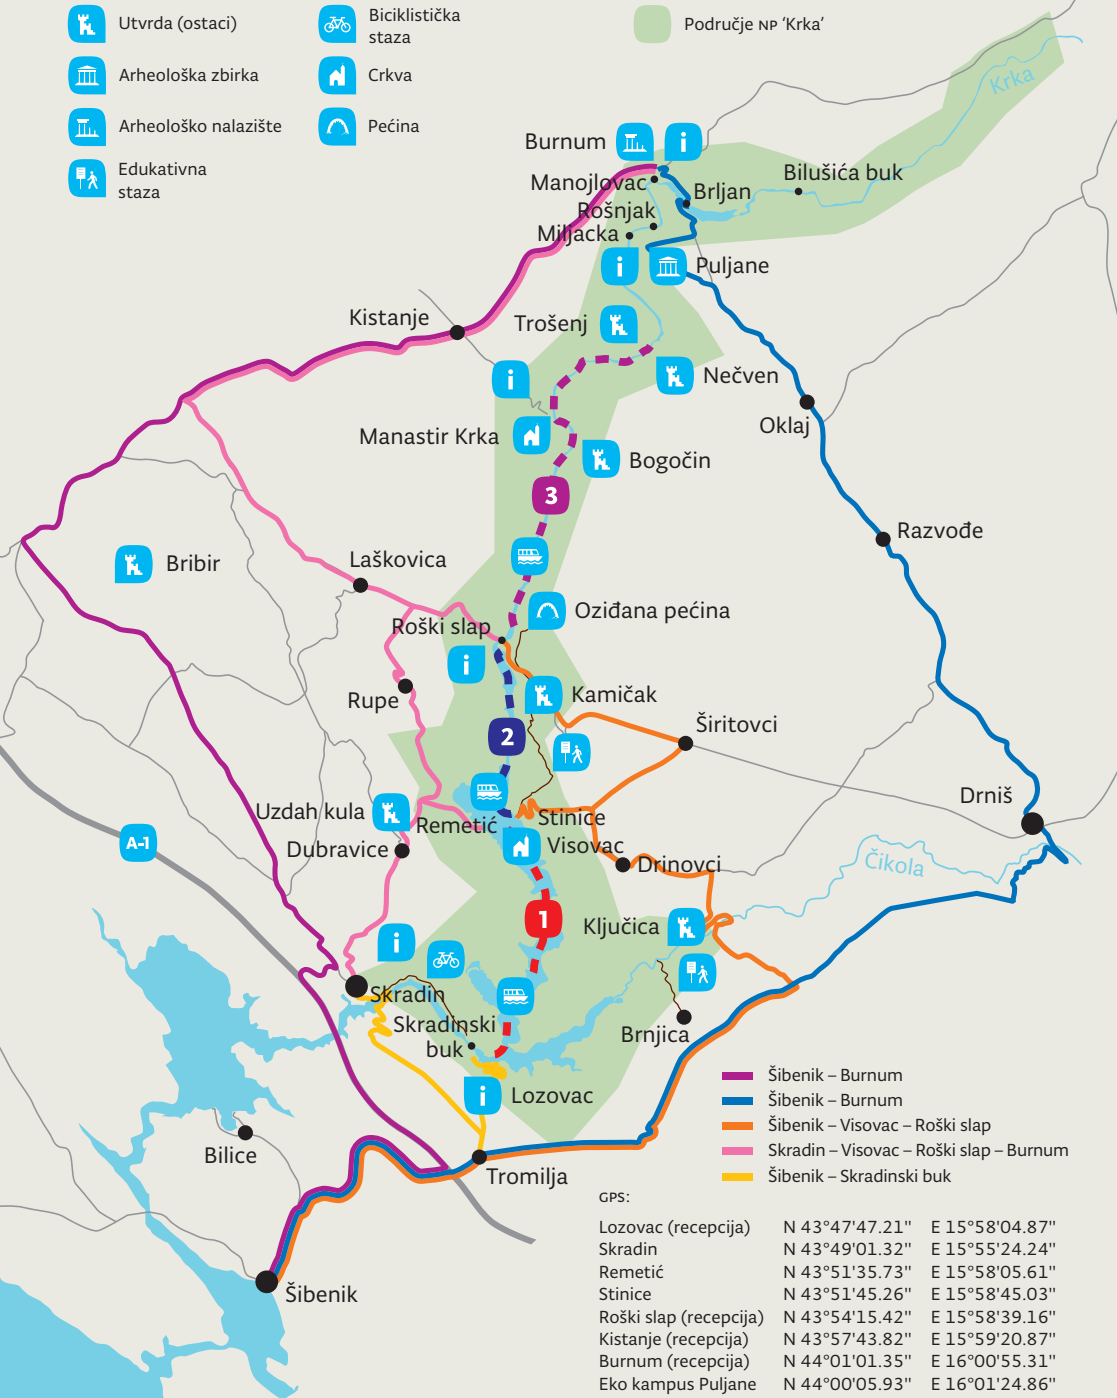 Utvrda (ostaci)
Arheološka zbirka
Arheološko nalazište
Edukativna
staza
Biciklistička
staza
Crkva
Pećina
Područje NP 'Krka'
Krka
Burnum
i
Manojlovac
Brljan
Bilušića buk
Rošnjak
Miljacka
i
Puljane
Kistanje
Trošenj
i
Nečven
Oklaj
Manastir Krka
Bogočin
3
Razvođe
Bribir
Laškovica
Oziđana pećina
Roški slap
i
Rupe
Kamičak
Širitovci
2
Drniš
Uzdah kula
Remetić
Stinice
A-1
Dubravice
Visovac
Drinovci
Čikola
1
Ključica
i
Skradin
Skradinski
buk
Brnjica
i
Lozovac
Bilice
Tromilja
Šibenik
Šibenik – Burnum
Šibenik – Burnum
Šibenik – Visovac – Roški slap
Skradin – Visovac – Roški slap – Burnum
Šibenik – Skradinski buk
GPS:
Lozovac (recepcija) N 43°47'47.21" E 15°58'04.87"
Skradin N 43°49'01.32" E 15°55'24.24"
Remetić N 43°51'35.73" E 15°58'05.61"
Stinice N 43°51'45.26" E 15°58'45.03"
Roški slap (recepcija) N 43°54'15.42" E 15°58'39.16"
Kistanje (recepcija) N 43°57'43.82" E 15°59'20.87"
Burnum (recepcija) N 44°01'01.35" E 16°00'55.31"
Eko kampus Puljane N 44°00'05.93" E 16°01'24.86"